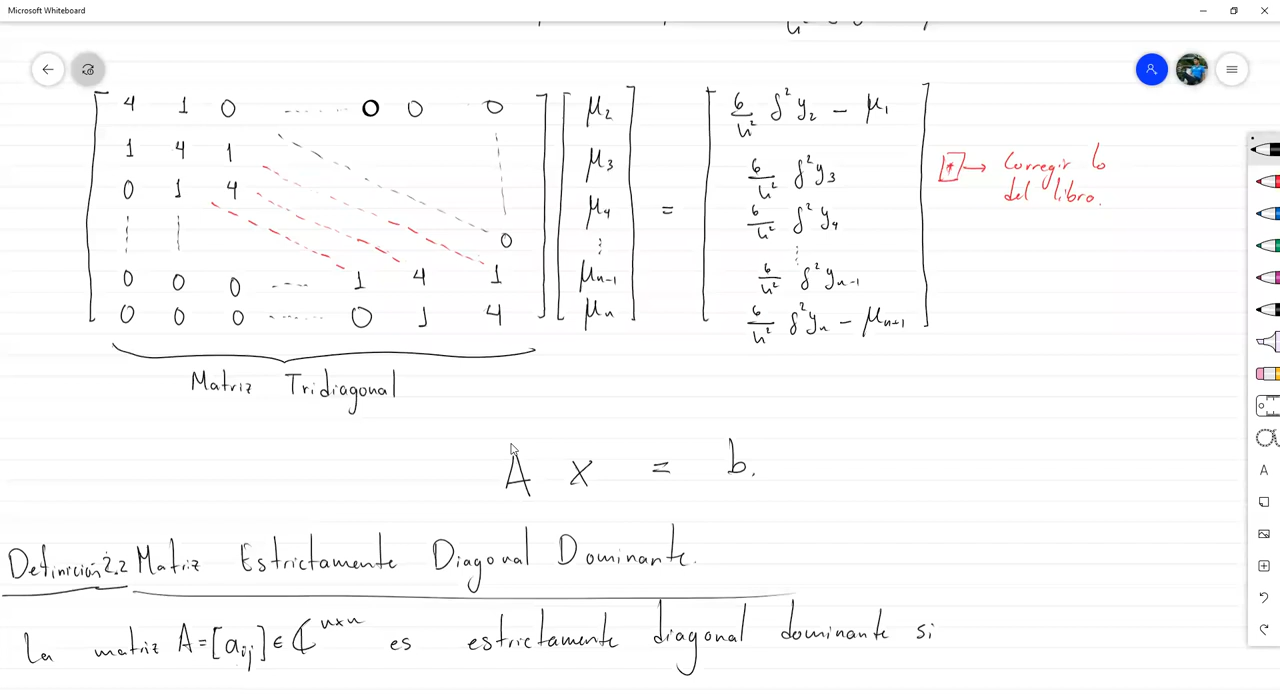 Microsoft Whiteboard
4 1 0 ...... 0 0 0
1 4 1
0 1 4
0
0 0 0 ..... 1 4 1
0 0 0 ...... 0 1 4
μ2
μ3
μ4
⋮
μn-1
μn
=
6/h² δ²y2 - μ1
6/h² δ²y3
6/h² δ²y4
⋮
6/h² δ²yn-1
6/h² δ²yn - μn+1
[*] → Corregir lo
del libro.
Matriz Tridiagonal
A x = b.
Definición 2.2 Matriz Estrictamente Diagonal Dominante.
La matriz A = [aij] ∈ ℂ^n×n es estrictamente diagonal dominante si
A